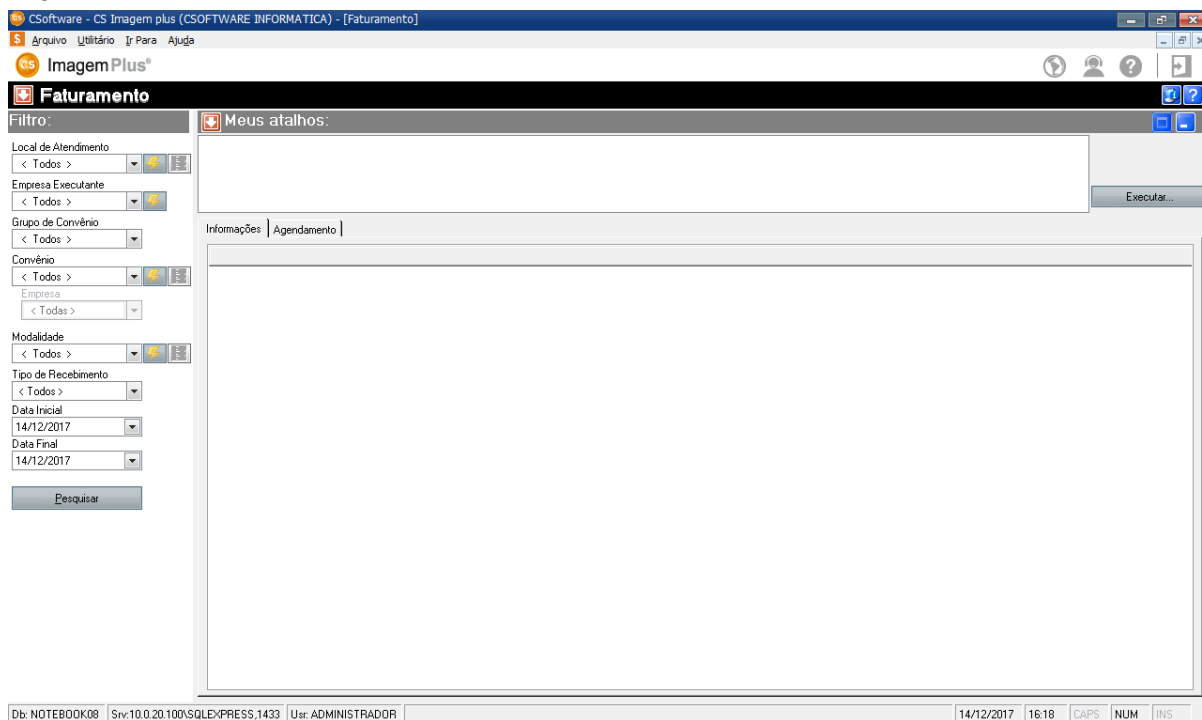 CSoftware - CS Imagem plus (CSOFTWARE INFORMATICA) - [Faturamento]
Arquivo Utilitário Ir Para Ajuda
cs ImagemPlus®
Faturamento
Filtro:
Meus atalhos:
Local de Atendimento
< Todos >
Empresa Executante
< Todos >
Executar...
Grupo de Convênio
< Todos >
Informações Agendamento
Convênio
< Todos >
Empresa
< Todas >
Modalidade
< Todos >
Tipo de Recebimento
< Todos >
Data Inicial
14/12/2017
Data Final
14/12/2017
Pesquisar
Db: NOTEBOOK08 Srv:10.0.20.100\SQLEXPRESS,1433 Usr: ADMINISTRADOR 14/12/2017 16:18 CAPS NUM INS